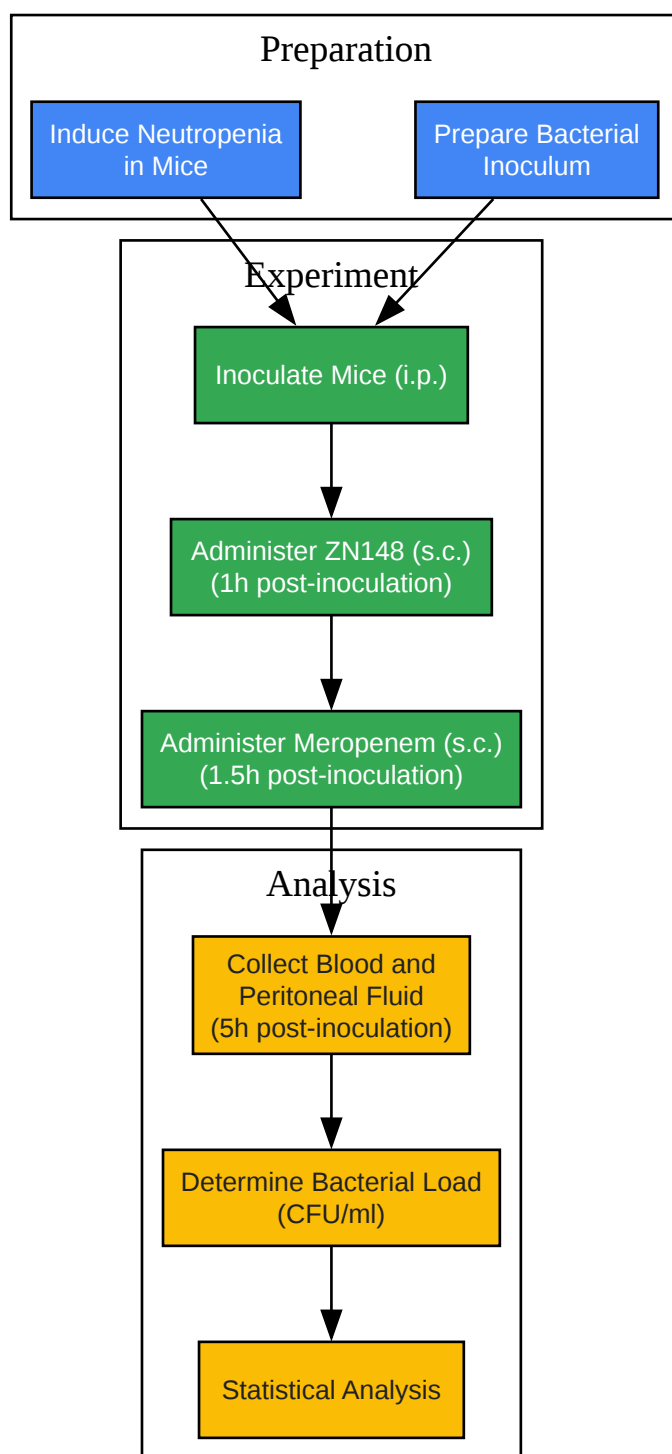 Preparation
Induce Neutropenia
in Mice
Prepare Bacterial
Inoculum
Experiment
Inoculate Mice (i.p.)
Administer ZN148 (s.c.)
(1h post-inoculation)
Administer Meropenem (s.c.)
(1.5h post-inoculation)
Analysis
Collect Blood and
Peritoneal Fluid
(5h post-inoculation)
Determine Bacterial Load
(CFU/ml)
Statistical Analysis